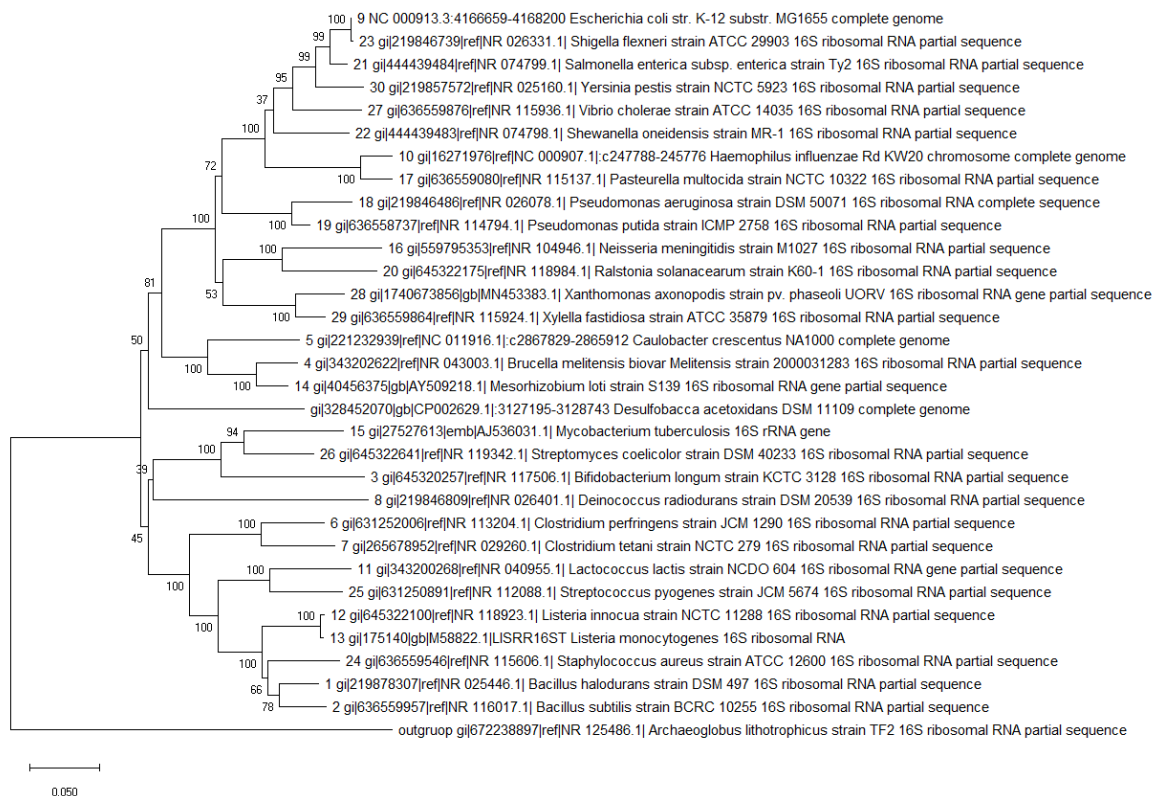 100 9 NC 000913.3:4166659-4168200 Escherichia coli str. K-12 substr. MG1655 complete genome
99 23 gi|219846739|ref|NR 026331.1| Shigella flexneri strain ATCC 29903 16S ribosomal RNA partial sequence
99 21 gi|444439484|ref|NR 074799.1| Salmonella enterica subsp. enterica strain Ty2 16S ribosomal RNA partial sequence
95 30 gi|219857572|ref|NR 025160.1| Yersinia pestis strain NCTC 5923 16S ribosomal RNA partial sequence
37 27 gi|636559876|ref|NR 115936.1| Vibrio cholerae strain ATCC 14035 16S ribosomal RNA partial sequence
100 22 gi|444439483|ref|NR 074798.1| Shewanella oneidensis strain MR-1 16S ribosomal RNA partial sequence
72 10 gi|16271976|ref|NC 000907.1|:c247788-245776 Haemophilus influenzae Rd KW20 chromosome complete genome
100 17 gi|636559080|ref|NR 115137.1| Pasteurella multocida strain NCTC 10322 16S ribosomal RNA partial sequence
18 gi|219846486|ref|NR 026078.1| Pseudomonas aeruginosa strain DSM 50071 16S ribosomal RNA complete sequence
100 100 19 gi|636558737|ref|NR 114794.1| Pseudomonas putida strain ICMP 2758 16S ribosomal RNA partial sequence
100 16 gi|559795353|ref|NR 104946.1| Neisseria meningitidis strain M1027 16S ribosomal RNA partial sequence
20 gi|645322175|ref|NR 118984.1| Ralstonia solanacearum strain K60-1 16S ribosomal RNA partial sequence
81 53 28 gi|1740673856|gb|MN453383.1| Xanthomonas axonopodis strain pv. phaseoli UORV 16S ribosomal RNA gene partial sequence
100 29 gi|636559864|ref|NR 115924.1| Xylella fastidiosa strain ATCC 35879 16S ribosomal RNA partial sequence
50 5 gi|221232939|ref|NC 011916.1|:c2867829-2865912 Caulobacter crescentus NA1000 complete genome
100 4 gi|343202622|ref|NR 043003.1| Brucella melitensis biovar Melitensis strain 2000031283 16S ribosomal RNA partial sequence
100 14 gi|40456375|gb|AY509218.1| Mesorhizobium loti strain S139 16S ribosomal RNA gene partial sequence
gi|328452070|gb|CP002629.1|:3127195-3128743 Desulfobacca acetoxidans DSM 11109 complete genome
94 15 gi|27527613|emb|AJ536031.1| Mycobacterium tuberculosis 16S rRNA gene
100 26 gi|645322641|ref|NR 119342.1| Streptomyces coelicolor strain DSM 40233 16S ribosomal RNA partial sequence
39 3 gi|645320257|ref|NR 117506.1| Bifidobacterium longum strain KCTC 3128 16S ribosomal RNA partial sequence
8 gi|219846809|ref|NR 026401.1| Deinococcus radiodurans strain DSM 20539 16S ribosomal RNA partial sequence
100 6 gi|631252006|ref|NR 113204.1| Clostridium perfringens strain JCM 1290 16S ribosomal RNA partial sequence
45 7 gi|265678952|ref|NR 029260.1| Clostridium tetani strain NCTC 279 16S ribosomal RNA partial sequence
100 11 gi|343200268|ref|NR 040955.1| Lactococcus lactis strain NCDO 604 16S ribosomal RNA gene partial sequence
100 25 gi|631250891|ref|NR 112088.1| Streptococcus pyogenes strain JCM 5674 16S ribosomal RNA partial sequence
100 100 12 gi|645322100|ref|NR 118923.1| Listeria innocua strain NCTC 11288 16S ribosomal RNA partial sequence
13 gi|175140|gb|M58822.1|LISRR16ST Listeria monocytogenes 16S ribosomal RNA
100 24 gi|636559546|ref|NR 115606.1| Staphylococcus aureus strain ATCC 12600 16S ribosomal RNA partial sequence
66 1 gi|219878307|ref|NR 025446.1| Bacillus halodurans strain DSM 497 16S ribosomal RNA partial sequence
78 2 gi|636559957|ref|NR 116017.1| Bacillus subtilis strain BCRC 10255 16S ribosomal RNA partial sequence
outgruop gi|672238897|ref|NR 125486.1| Archaeoglobus lithotrophicus strain TF2 16S ribosomal RNA partial sequence
0.050